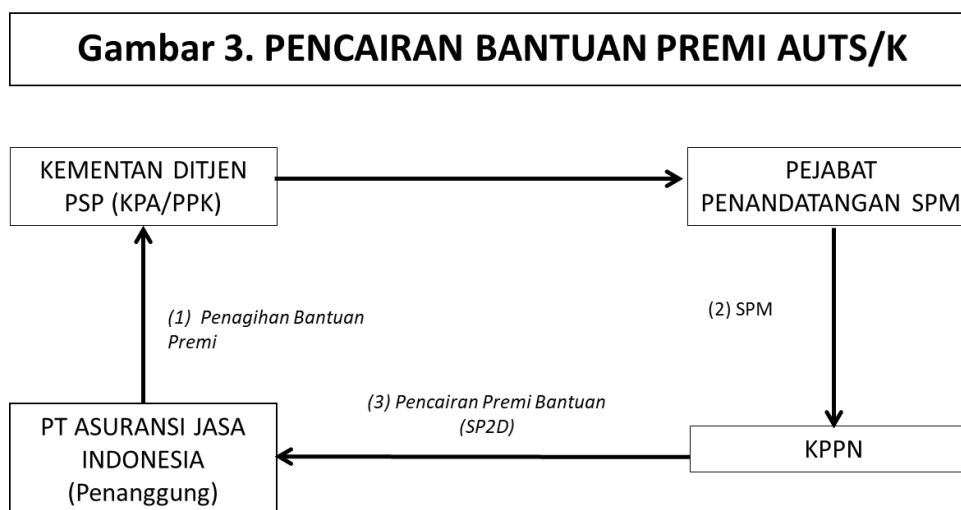 Gambar 3. PENCAIRAN BANTUAN PREMI AUTS/K
KEMENTAN DITJEN
PSP (KPA/PPK)
PEJABAT
PENANDATANGAN SPM
(1) Penagihan Bantuan
Premi
(2) SPM
(3) Pencairan Premi Bantuan
(SP2D)
PT ASURANSI JASA
INDONESIA
(Penanggung)
KPPN